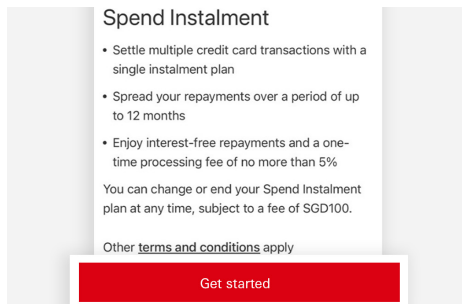 Spend Instalment
• Settle multiple credit card transactions with a
single instalment plan
• Spread your repayments over a period of up
to 12 months
• Enjoy interest-free repayments and a one-
time processing fee of no more than 5%
You can change or end your Spend Instalment
plan at any time, subject to a fee of SGD100.
Other terms and conditions apply
Get started